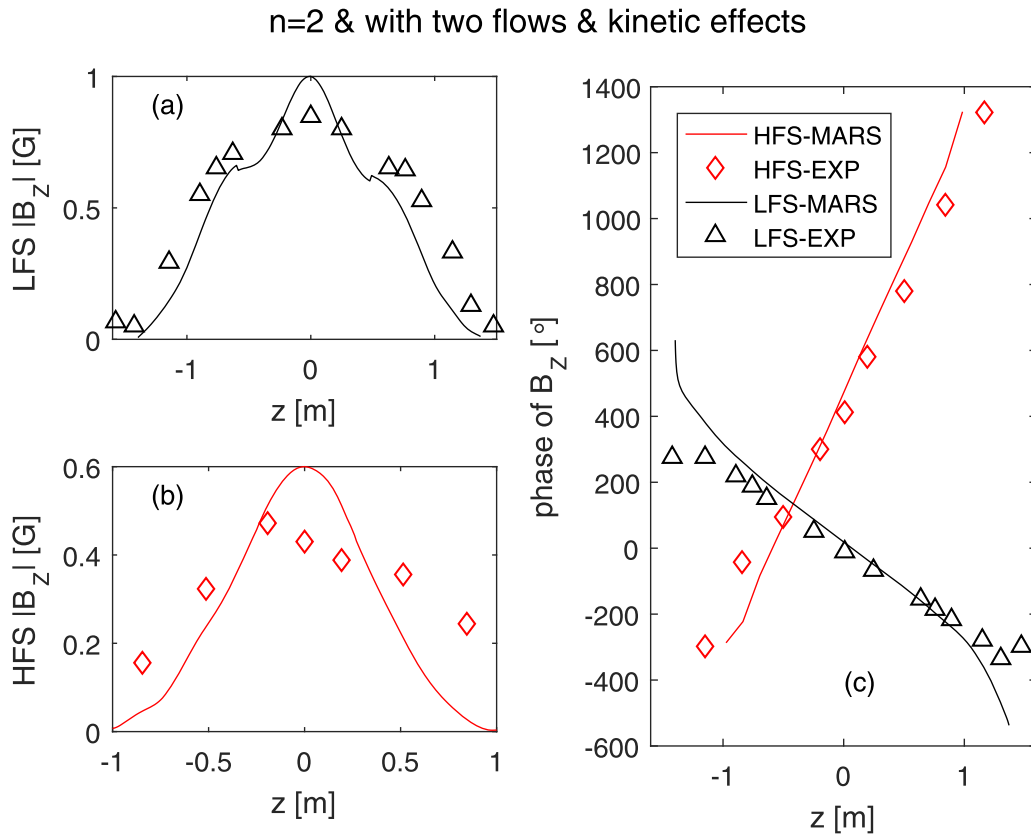 n=2 & with two flows & kinetic effects
(a)
LFS |B_Z| [G]
1
0.5
0
-1
0
1
z [m]
(b)
HFS |B_Z| [G]
0.6
0.4
0.2
0
-1
-0.5
0
0.5
1
z [m]
(c)
phase of B_Z [°]
1400
1200
1000
800
600
400
200
0
-200
-400
-600
-1
0
1
z [m]
HFS-MARS
HFS-EXP
LFS-MARS
LFS-EXP